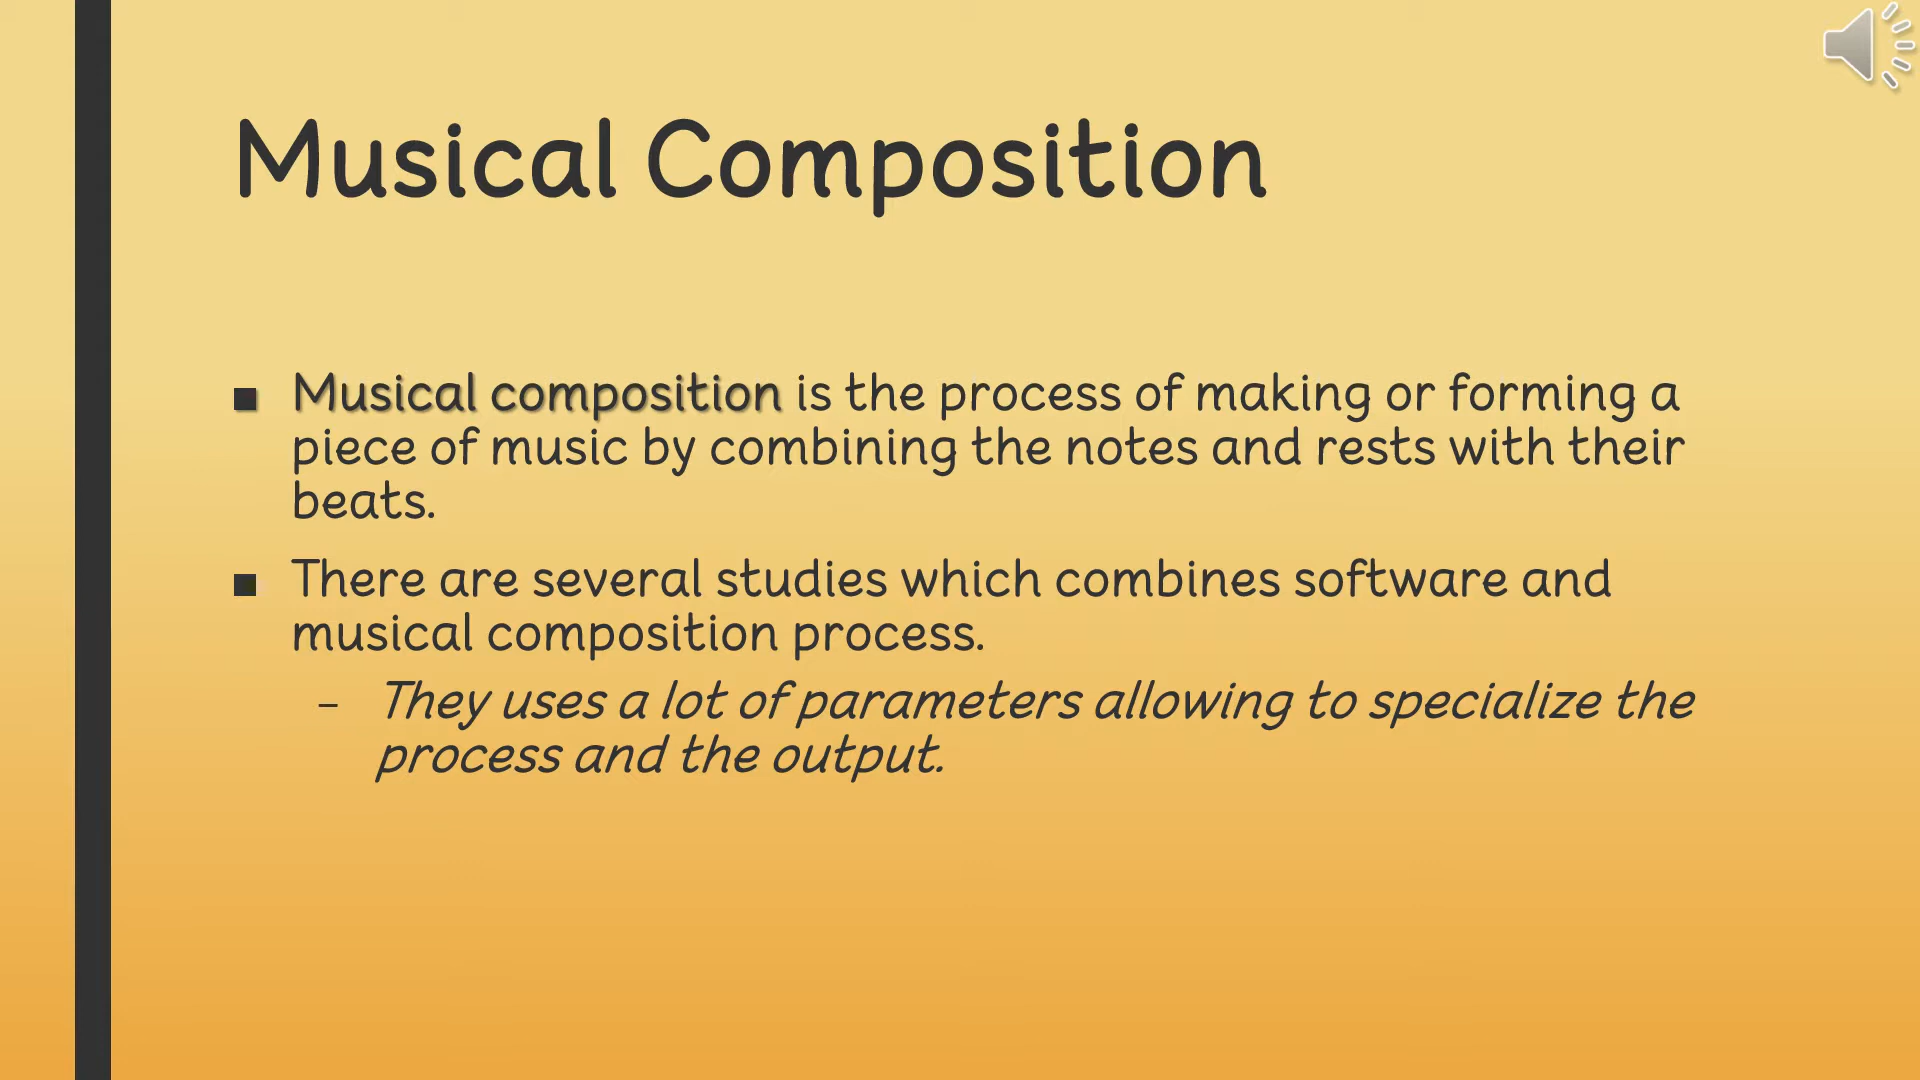 Musical Composition
■ Musical composition is the process of making or forming a
piece of music by combining the notes and rests with their
beats.
■ There are several studies which combines software and
musical composition process.
– They uses a lot of parameters allowing to specialize the
process and the output.